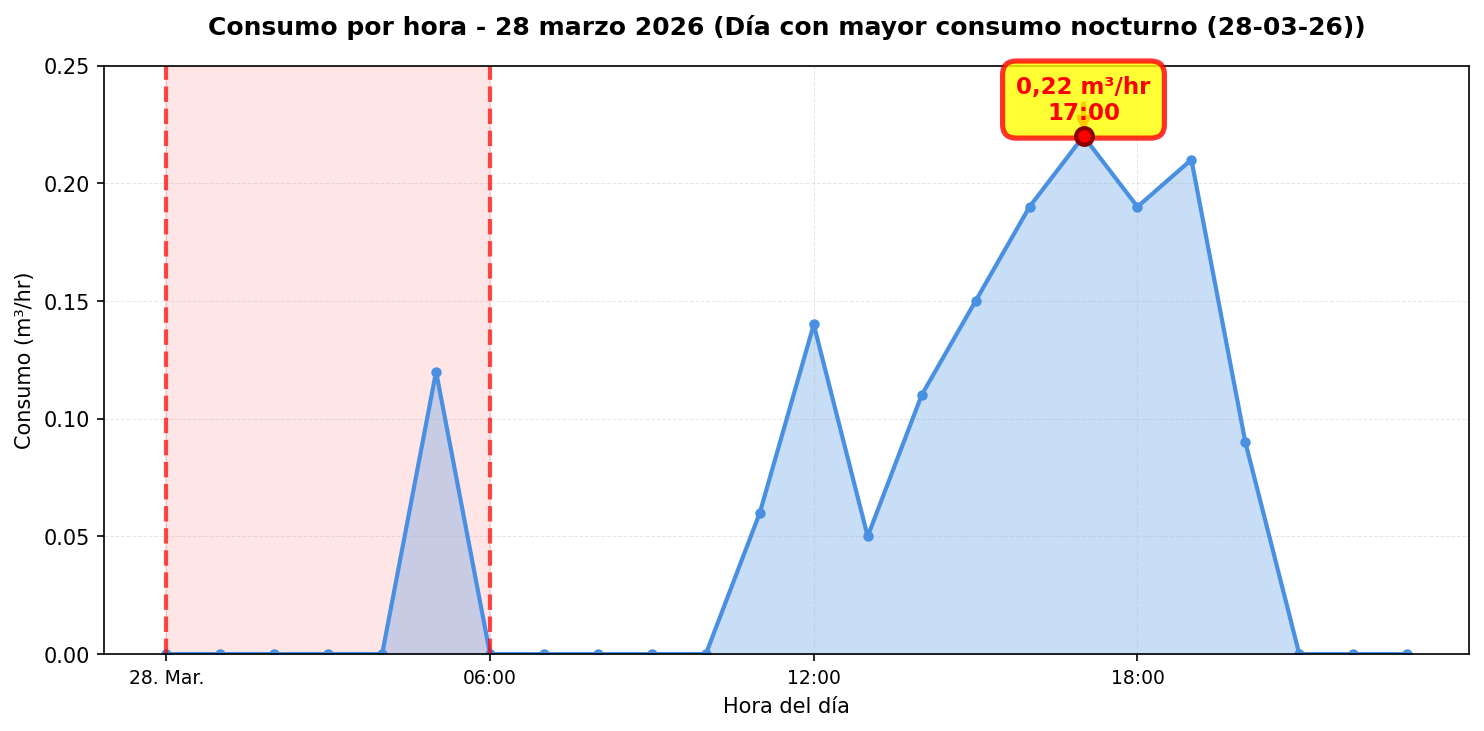 Consumo por hora - 28 marzo 2026 (Día con mayor consumo nocturno (28-03-26))
0.25
0,22 m³/hr
17:00
0.20
0.15
0.10
0.05
0.00
Consumo (m³/hr)
28. Mar.
06:00
12:00
18:00
Hora del día